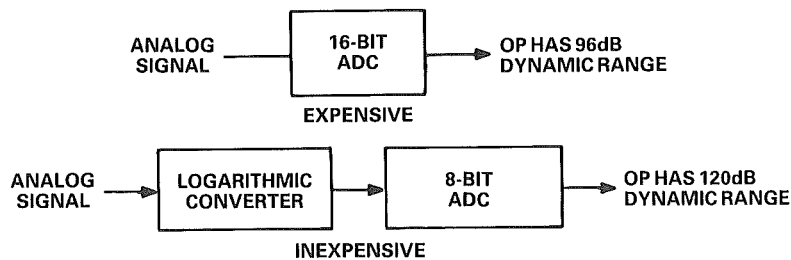 ANALOG
SIGNAL
16-BIT
ADC
OP HAS 96dB
DYNAMIC RANGE
EXPENSIVE
ANALOG
SIGNAL
LOGARITHMIC
CONVERTER
8-BIT
ADC
OP HAS 120dB
DYNAMIC RANGE
INEXPENSIVE